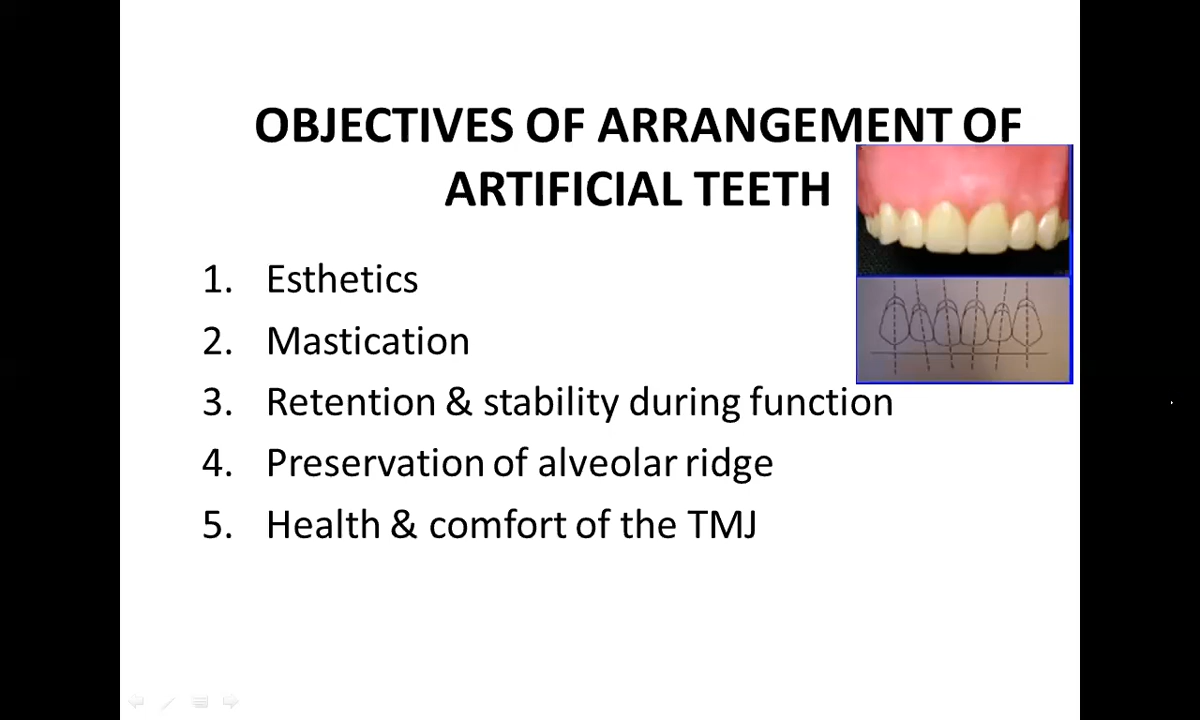 OBJECTIVES OF ARRANGEMENT OF
ARTIFICIAL TEETH
1. Esthetics
2. Mastication
3. Retention & stability during function
4. Preservation of alveolar ridge
5. Health & comfort of the TMJ